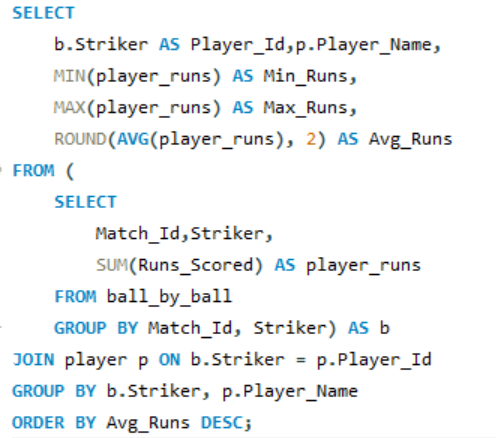 SELECT
b.Striker AS Player_Id,p.Player_Name,
MIN(player_runs) AS Min_Runs,
MAX(player_runs) AS Max_Runs,
ROUND(AVG(player_runs), 2) AS Avg_Runs
FROM (
SELECT
Match_Id,Striker,
SUM(Runs_Scored) AS player_runs
FROM ball_by_ball
GROUP BY Match_Id, Striker) AS b
JOIN player p ON b.Striker = p.Player_Id
GROUP BY b.Striker, p.Player_Name
ORDER BY Avg_Runs DESC;